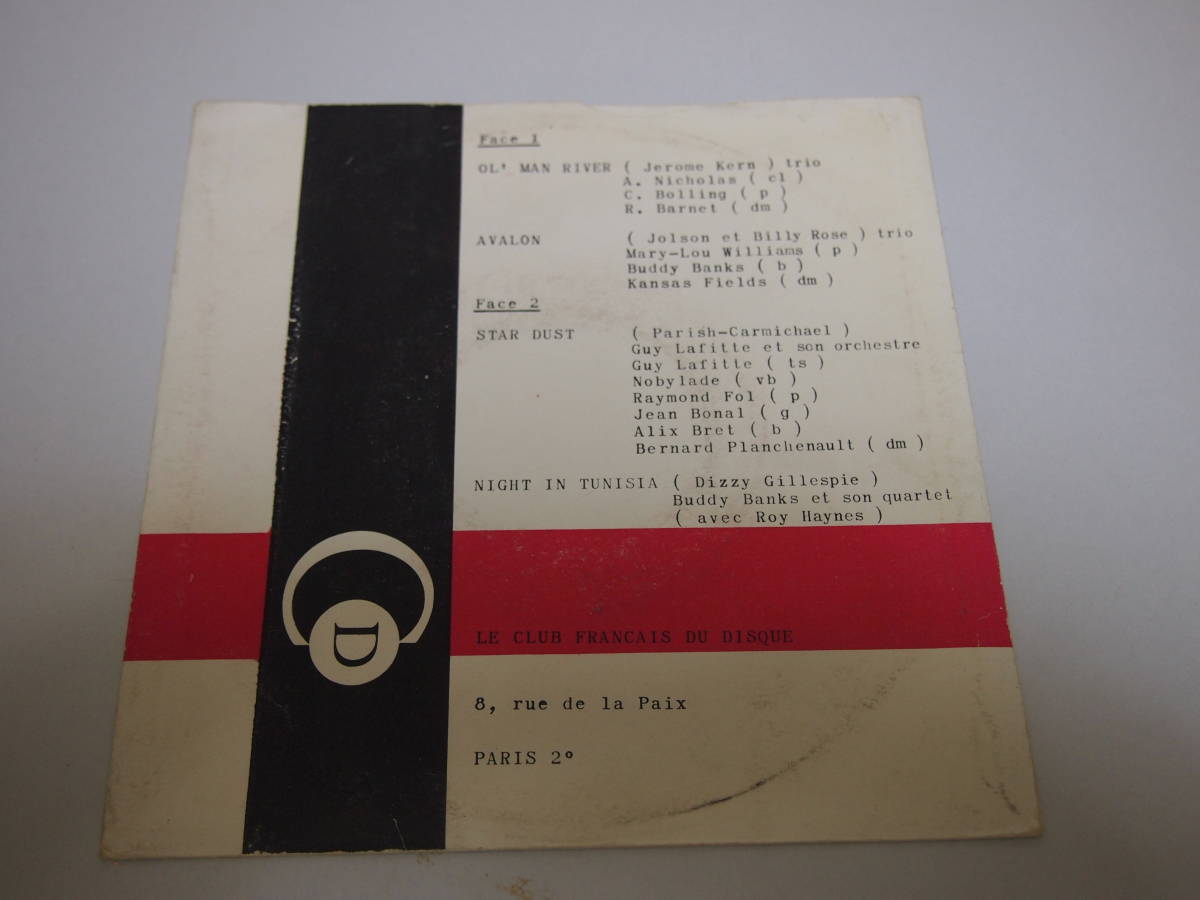 Face 1
OL' MAN RIVER ( Jerome Kern ) trio
A. Nicholas ( cl )
C. Bolling ( p )
R. Barnet ( dm )
AVALON ( Jolson et Billy Rose ) trio
Mary-Lou Williams ( p )
Buddy Banks ( b )
Kansas Fields ( dm )
Face 2
STAR DUST ( Parish-Carmichael )
Guy Lafitte et son orchestre
Guy Lafitte ( ts )
Nobylade ( vb )
Raymond Fol ( p )
Jean Bonal ( g )
Alix Bret ( b )
Bernard Planchenault ( dm )
NIGHT IN TUNISIA ( Dizzy Gillespie )
Buddy Banks et son quartet
( avec Roy Haynes )
D
LE CLUB FRANCAIS DU DISQUE
8, rue de la Paix
PARIS 2°